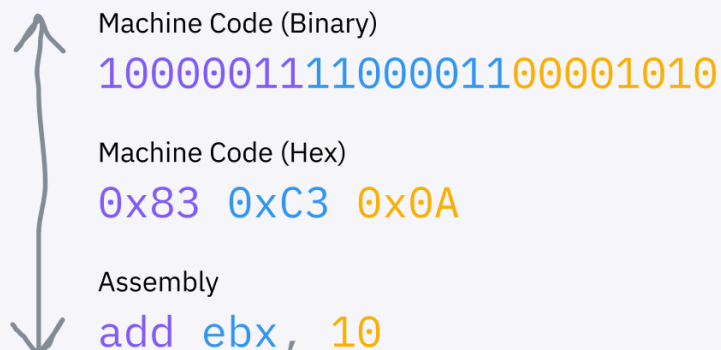 Machine Code (Binary)
100000111100001100001010
Machine Code (Hex)
0x83 0xC3 0x0A
Assembly
add ebx, 10